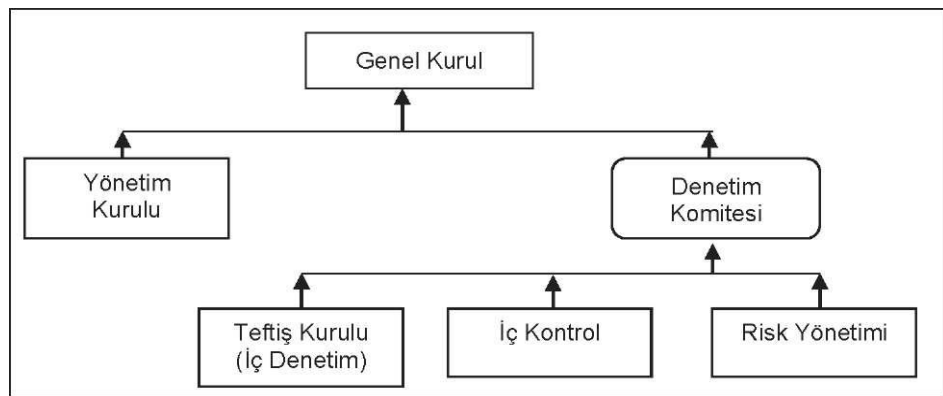 Genel Kurul
Yönetim
Kurulu
Denetim
Komitesi
Teftiş Kurulu
(İç Denetim)
İç Kontrol
Risk Yönetimi